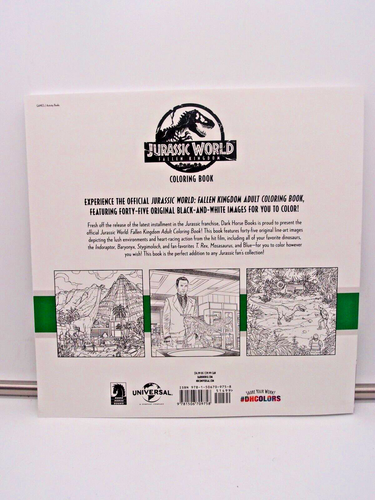 JURASSIC WORLD
FALLEN KINGDOM
COLORING BOOK
EXPERIENCE THE OFFICIAL JURASSIC WORLD: FALLEN KINGDOM ADULT COLORING BOOK,
FEATURING FORTY-FIVE ORIGINAL BLACK-AND-WHITE IMAGES FOR YOU TO COLOR!
Fresh off the release of the latest installment in the Jurassic franchise, Dark Horse Books is proud to present the
official Jurassic World: Fallen Kingdom Adult Coloring Book! This book features forty-five original line art images
depicting the lush environments and heart-racing action from the hit film, including all of your favorite dinosaurs,
the Indoraptor, Baryonyx, Stygimoloch, and fan-favorites T. Rex, Mosasaurus, and Blue—for you to color however
you wish! This book is the perfect addition to any Jurassic fan's collection!
UNIVERSAL
SHARE YOUR WORK!
#DHCOLORS